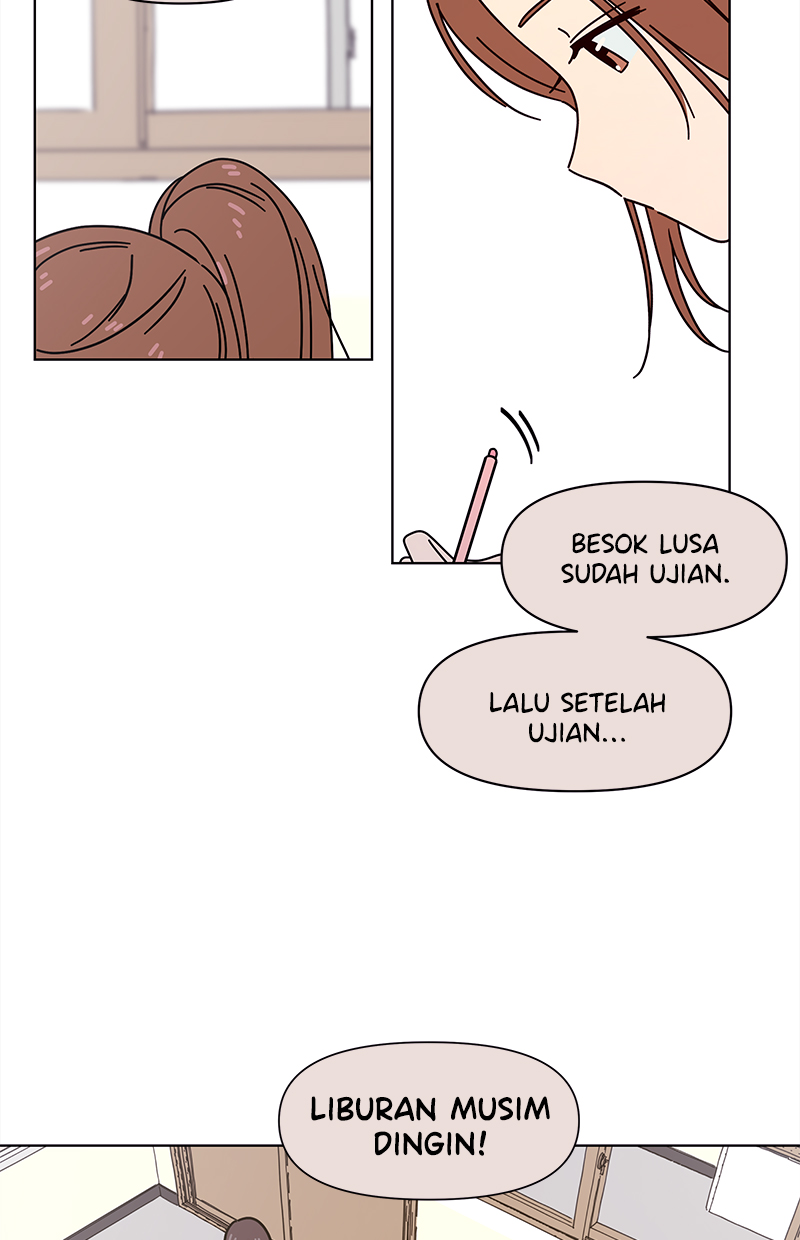 BESOK LUSA
SUDAH UJIAN.
LALU SETELAH
UJIAN...
LIBURAN MUSIM
DINGIN!